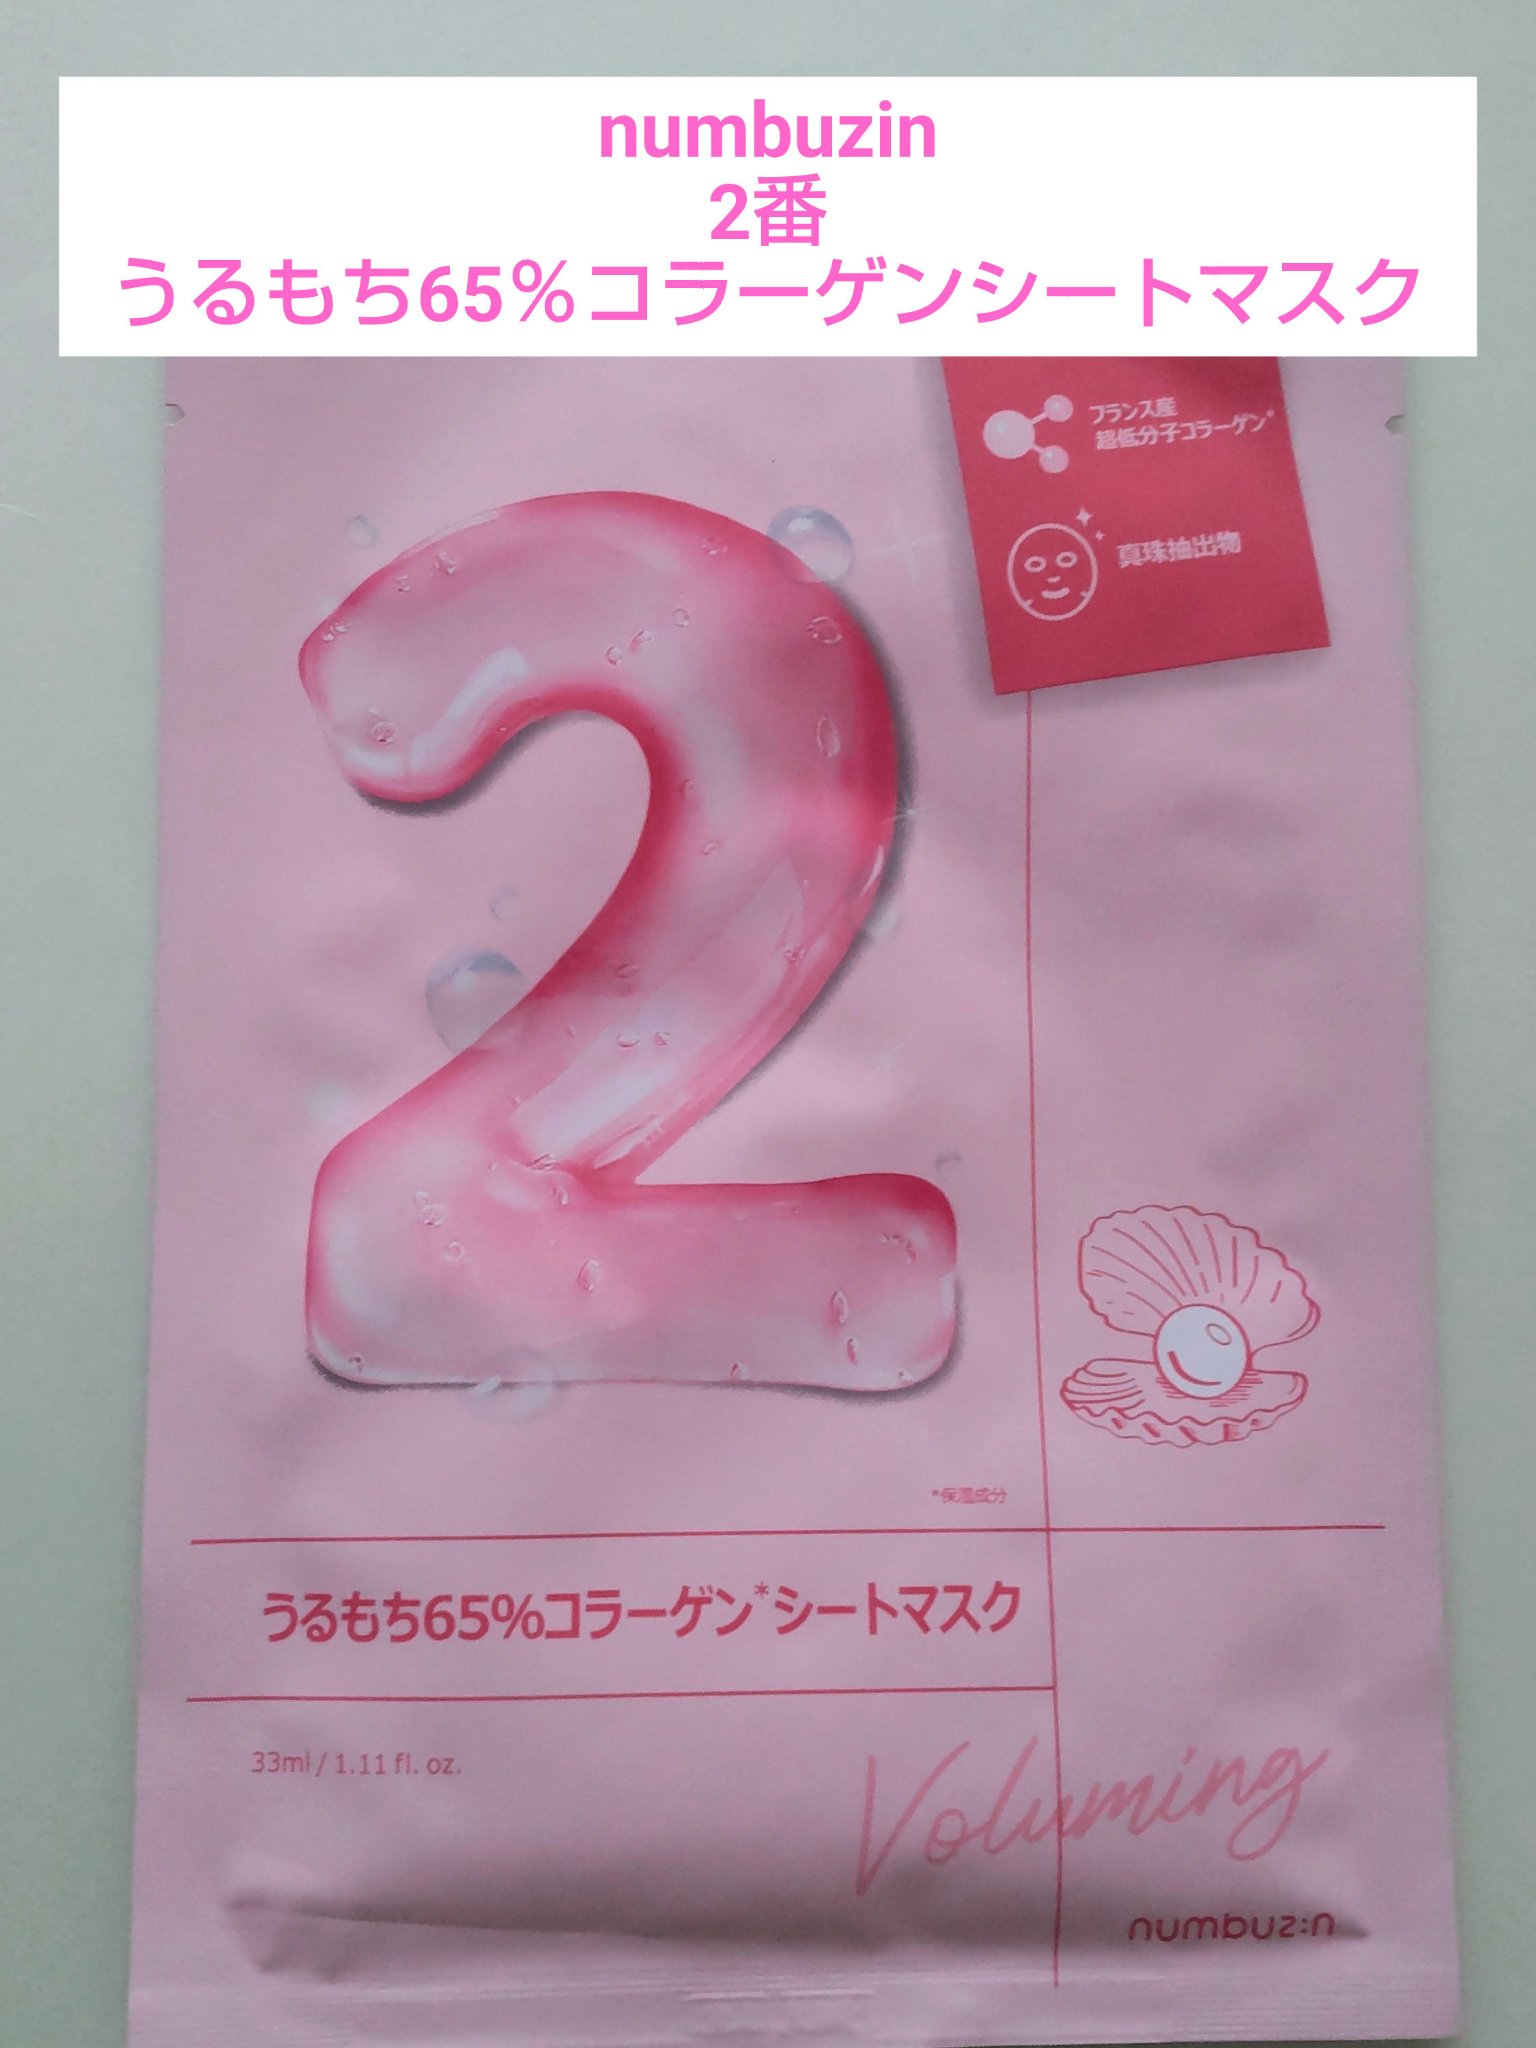 numbuzin
2番
うるもち65%コラーゲンシートマスク
フランス産
超低分子コラーゲン*
真珠抽出物
*保湿成分
うるもち65%コラーゲン*シートマスク
33ml / 1.11 fl. oz.
Voluming
numbuz:n